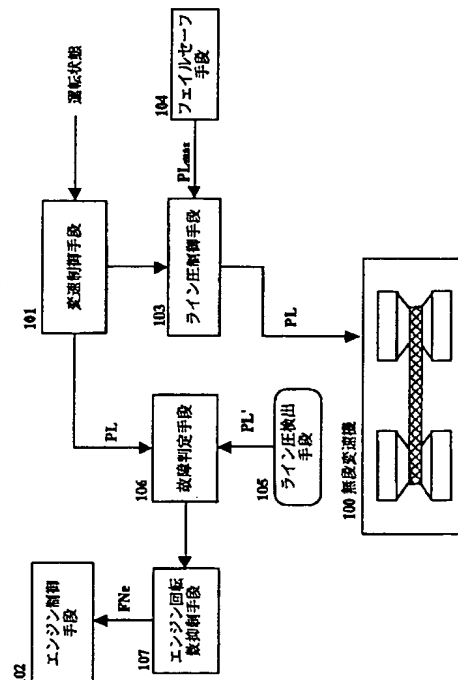 運転状態
101
変速制御手段
104
フェイルセーフ
手段
PLmax
103
ライン圧制御手段
PL
PL
106
故障判定手段
PL'
105
ライン圧検出
手段
102
エンジン制御
手段
FNe
107
エンジン回転
数抑制手段
100 無段変速機